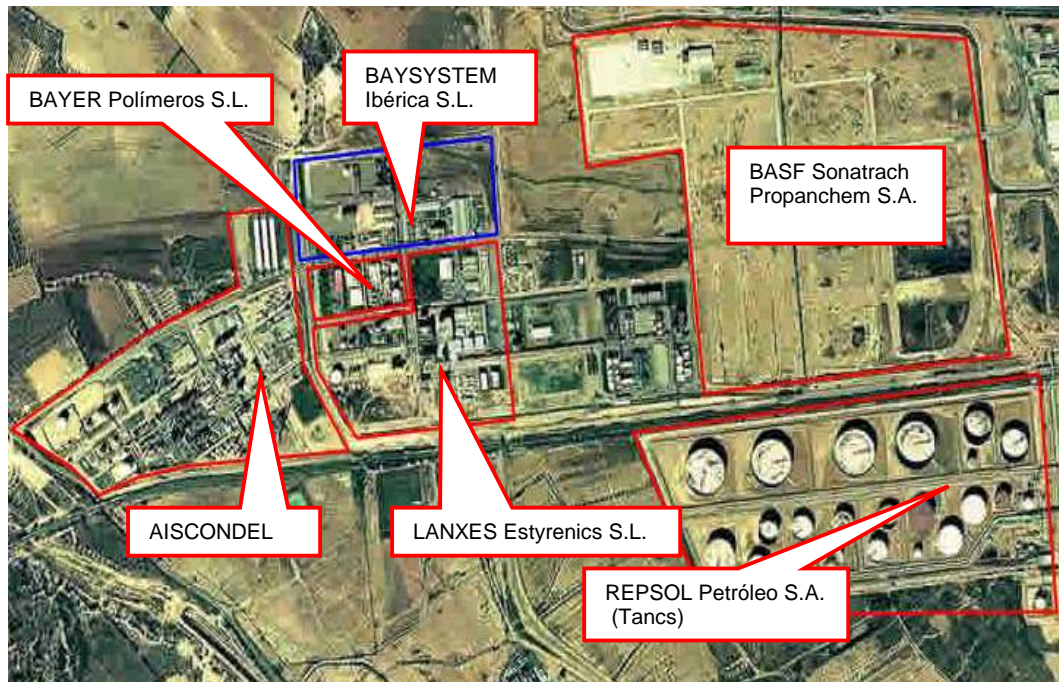 BAYER Polímeros S.L.
BAYSYSTEM
Ibérica S.L.
BASF Sonatrach
Propanchem S.A.
AISCONDEL
LANXES Estyrenics S.L.
REPSOL Petróleo S.A.
(Tancs)